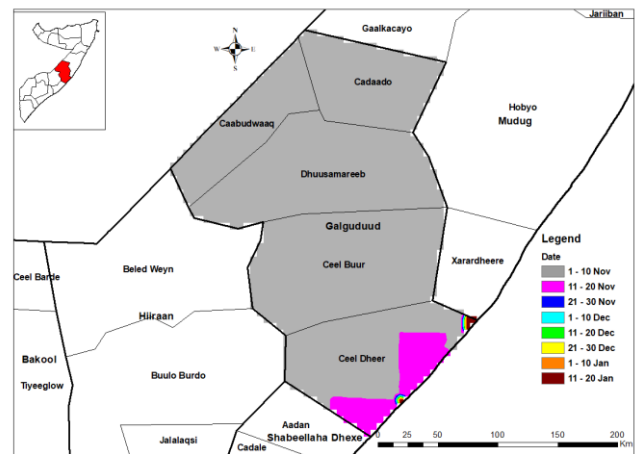 Jariiban
Gaalkacayo
N
W E
S
Cadaado
Hobyo
Mudug
Caabudwaaq
Dhuusamareeb
Galguduud
Ceel Buur
Xarardheere
Beled Weyn
Ceel Barde
Hiiraan
Bakool
Tiyeeglow
Buulo Burdo
Ceel Dheer
Aadan
Shabeellaha Dhexe
Jalalaqsi
Cadale
Legend
Date
1 - 10 Nov
11 - 20 Nov
21 - 30 Nov
1 - 10 Dec
11 - 20 Dec
21 - 30 Dec
1 - 10 Jan
11 - 20 Jan
0 25 50 100 150 200
Km